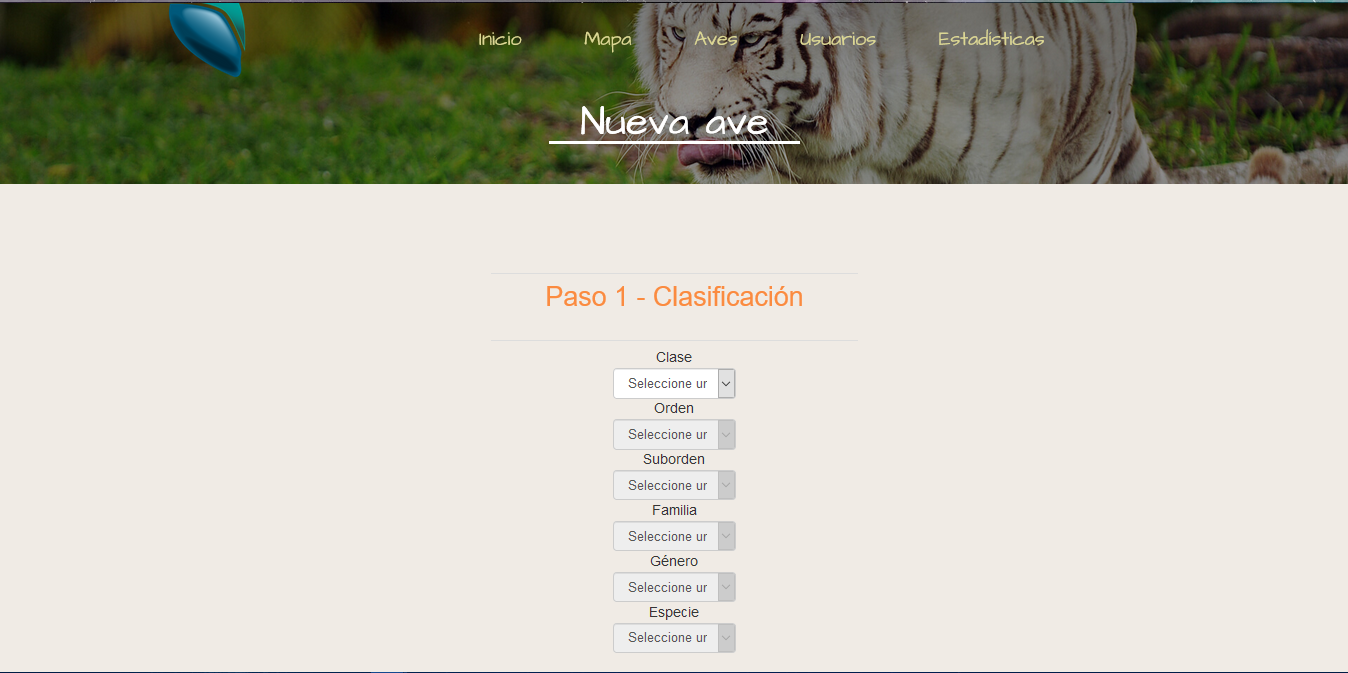 Inicio Mapa Aves Usuarios Estadísticas
Nueva ave
Paso 1 - Clasificación
Clase
Seleccione ur
Orden
Seleccione ur
Suborden
Seleccione ur
Familia
Seleccione ur
Género
Seleccione ur
Especie
Seleccione ur